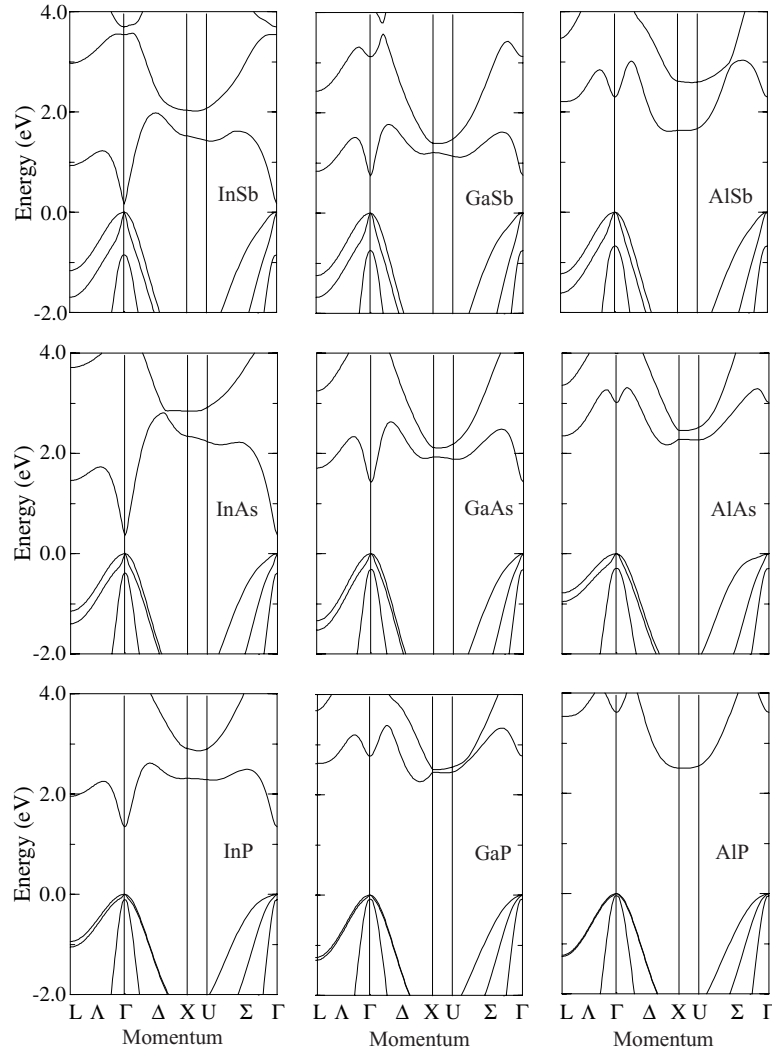 4.0
2.0
0.0
-2.0
Energy (eV)
InSb
GaSb
AlSb
4.0
2.0
0.0
-2.0
Energy (eV)
InAs
GaAs
AlAs
4.0
2.0
0.0
-2.0
Energy (eV)
InP
GaP
AlP
L Λ Γ Δ X U Σ Γ
L Λ Γ Δ X U Σ Γ
L Λ Γ Δ X U Σ Γ
Momentum
Momentum
Momentum